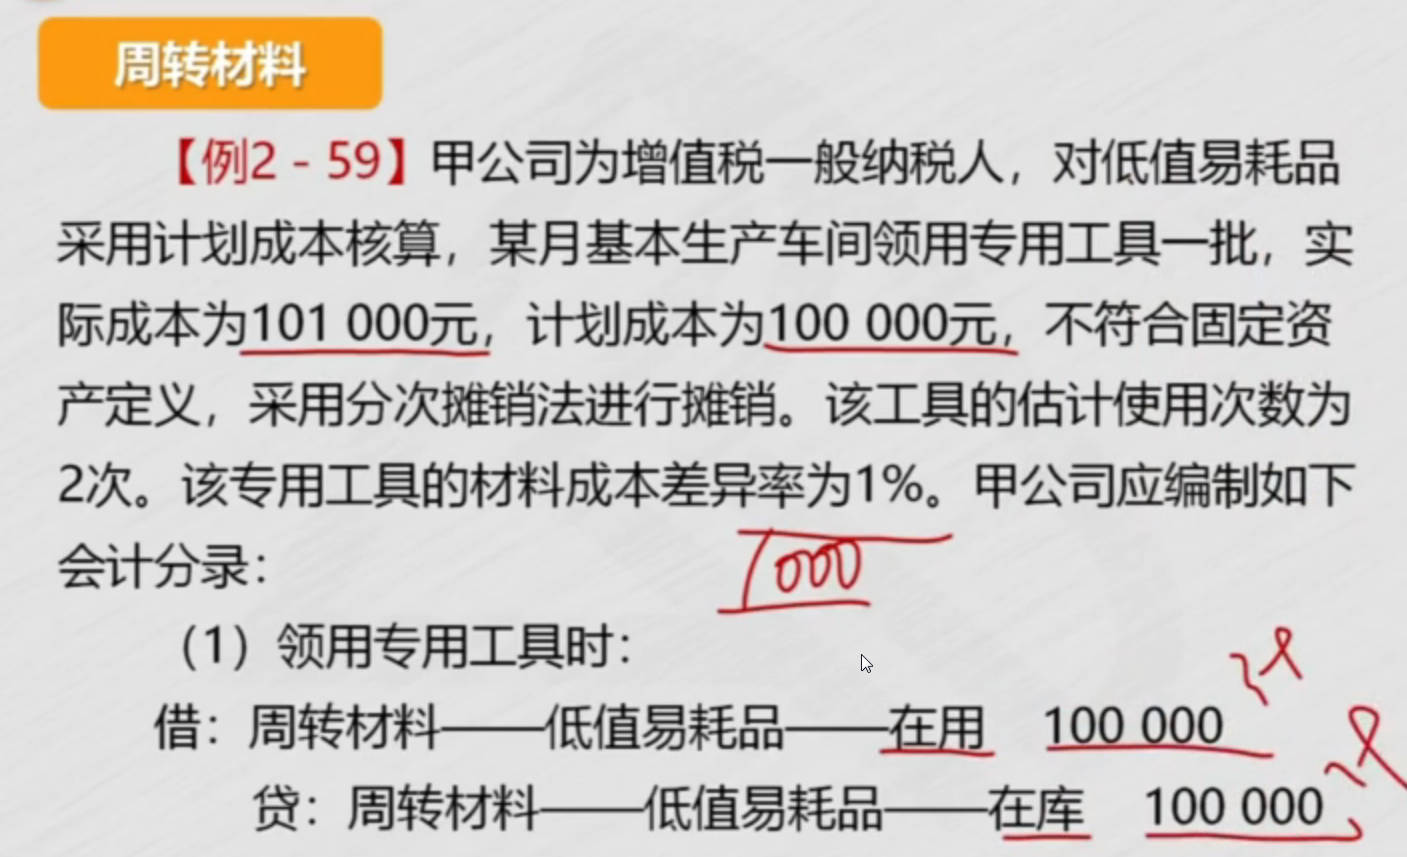 周转材料
【例2-59】甲公司为增值税一般纳税人，对低值易耗品
采用计划成本核算，某月基本生产车间领用专用工具一批，实
际成本为101 000元，计划成本为100 000元，不符合固定资
产定义，采用分次摊销法进行摊销。该工具的估计使用次数为
2次。该专用工具的材料成本差异率为1%。甲公司应编制如下
会计分录：
1000
（1）领用专用工具时：
借：周转材料——低值易耗品——在用 100 000
贷：周转材料——低值易耗品——在库 100 000